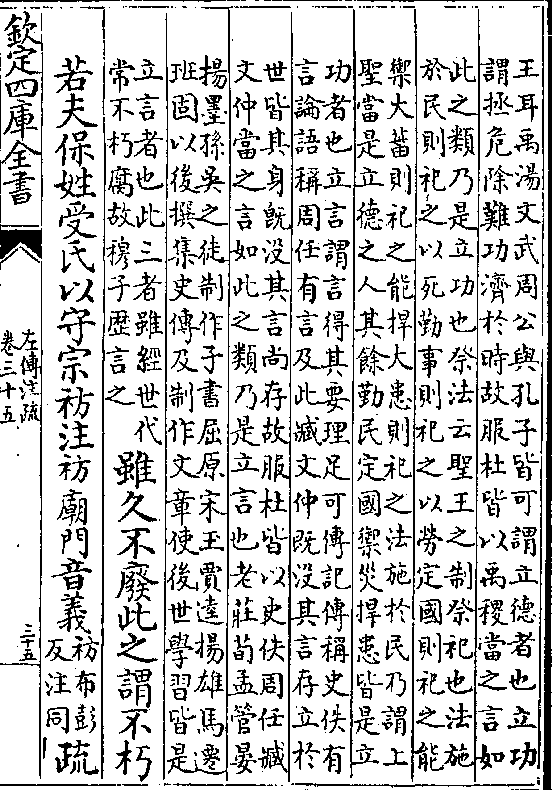 王耳禹湯文武周公與孔子皆可謂立德者也立功
謂拯危除難功濟於時故服杜皆以禹稷當之言如
此之類乃是立功也祭法云聖王之制祭祀也法施
於民則祀之以死勤事則祀之以勞定國則祀之能
禦大菑則祀之能捍大患則祀之法施於民乃謂上
聖當是立德之人其餘勤民定國禦災捍患皆是立
功者也立言謂言得其要理足可傳記傳稱史佚有
言論語稱周任有言及此臧文仲既没其言存立於
世皆其身既没其言尚存故服杜皆以史佚周任臧
文仲當之言如此之類乃是立言也老莊荀孟管晏
揚墨孫吳之徒制作子書屈原宋玉賈逵揚雄馬遷
班固以後撰集史傳及制作文章使後世學習皆是
立言者也此三者雖經世代
常不朽腐故穆子歷言之
雖久不廢此之謂不朽
若夫保姓受氏以守宗祊注祊廟門音義
祊布彭
反注同
疏
欽定四庫全書
左傳注疏
卷三十五